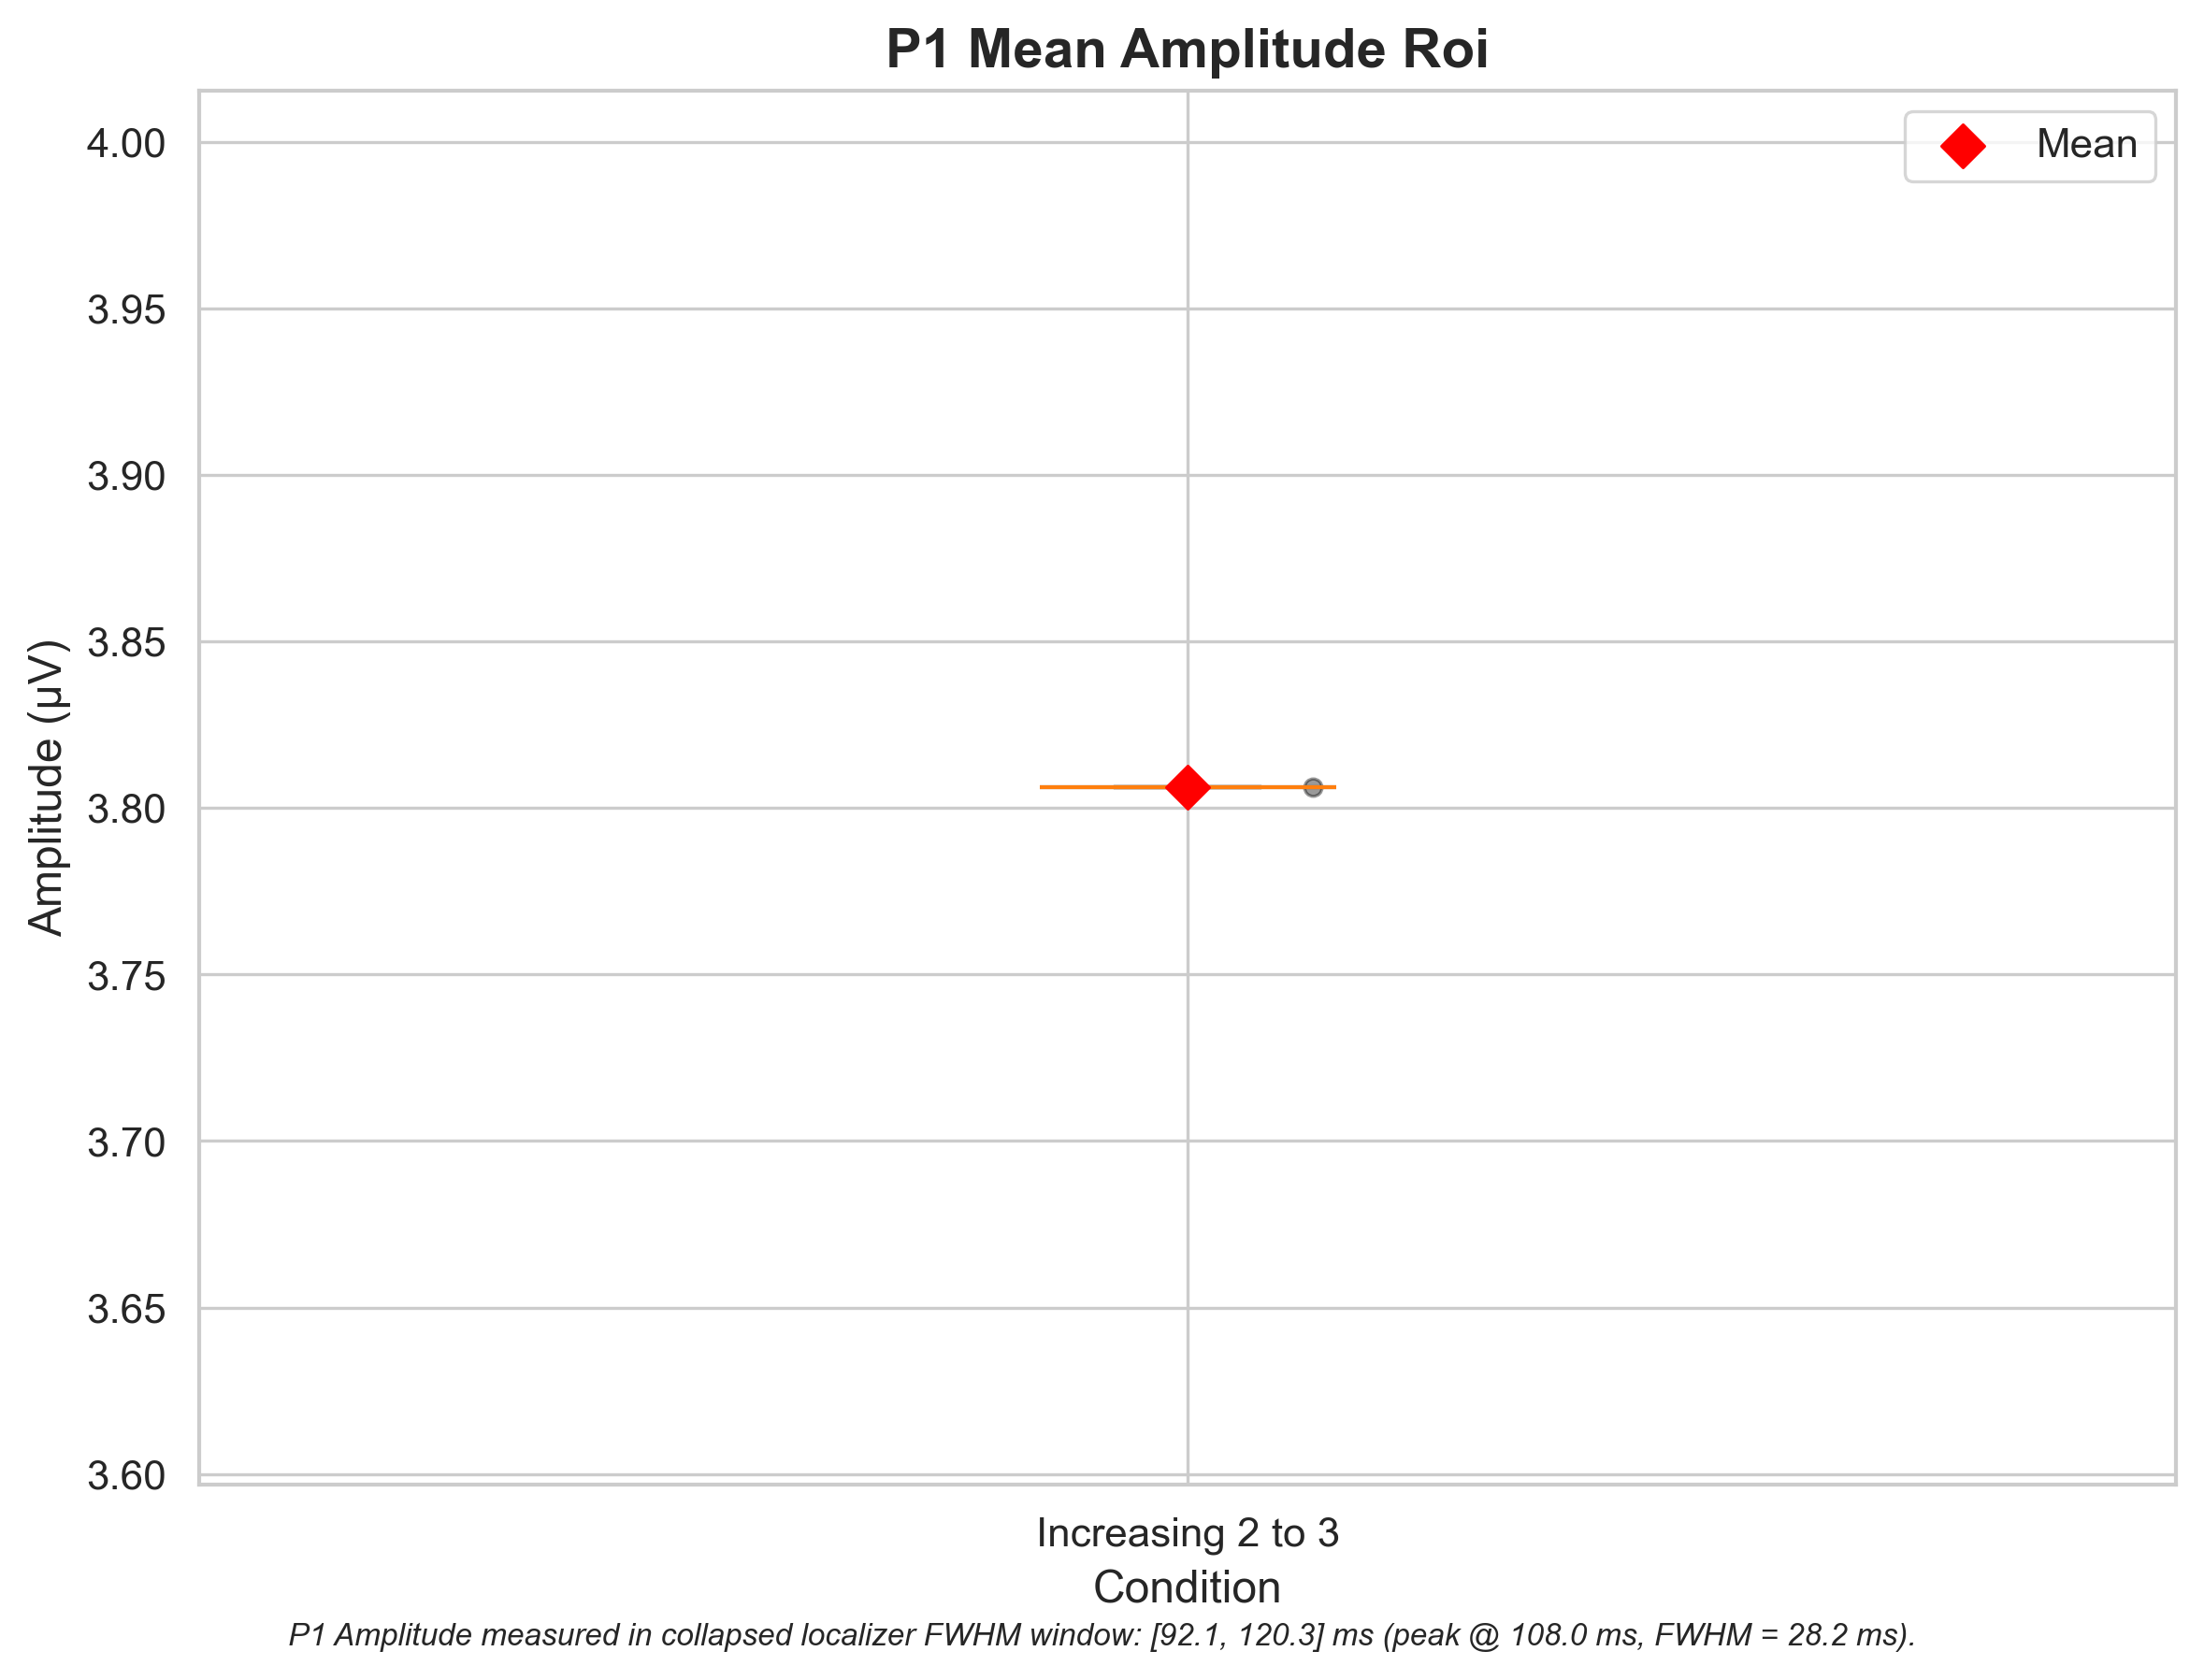 P1 Mean Amplitude Roi
Mean
4.00
3.95
3.90
3.85
3.80
3.75
3.70
3.65
3.60
Amplitude (µV)
Increasing 2 to 3
Condition
P1 Amplitude measured in collapsed localizer FWHM window: [92.1, 120.3] ms (peak @ 108.0 ms, FWHM = 28.2 ms).